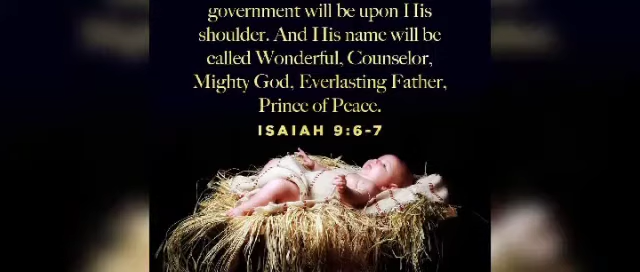 government will be upon His
shoulder. And His name will be
called Wonderful, Counselor,
Mighty God, Everlasting Father,
Prince of Peace.
ISAIAH 9:6-7